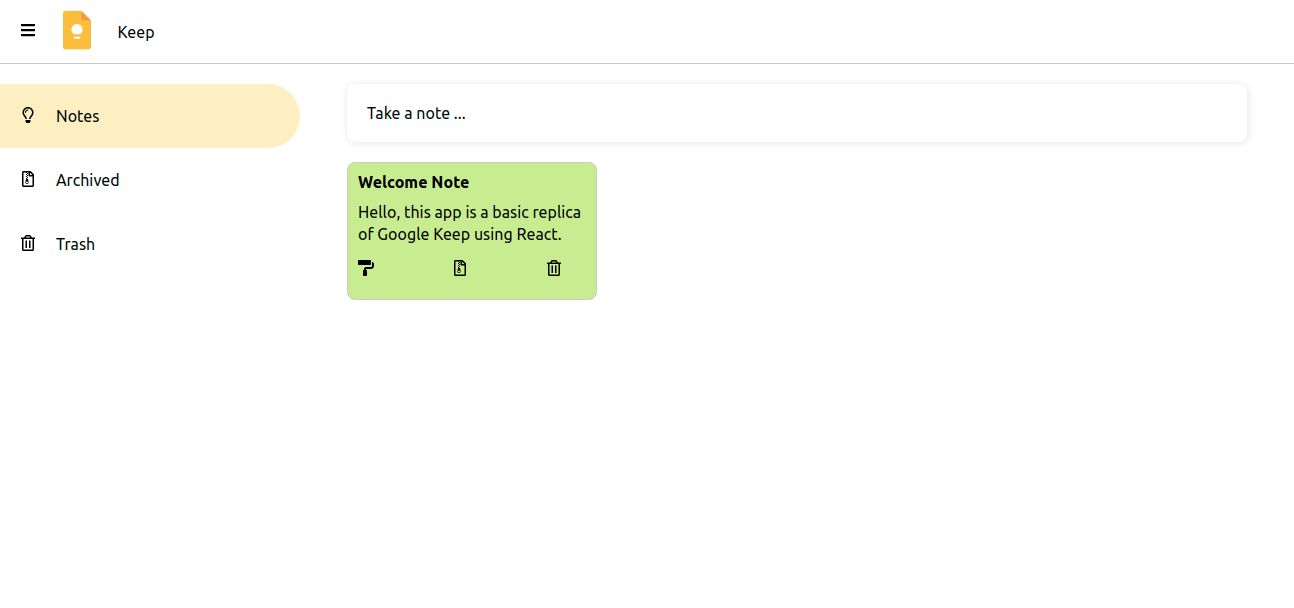 Keep
Notes
Archived
Trash
Take a note ...
Welcome Note
Hello, this app is a basic replica
of Google Keep using React.